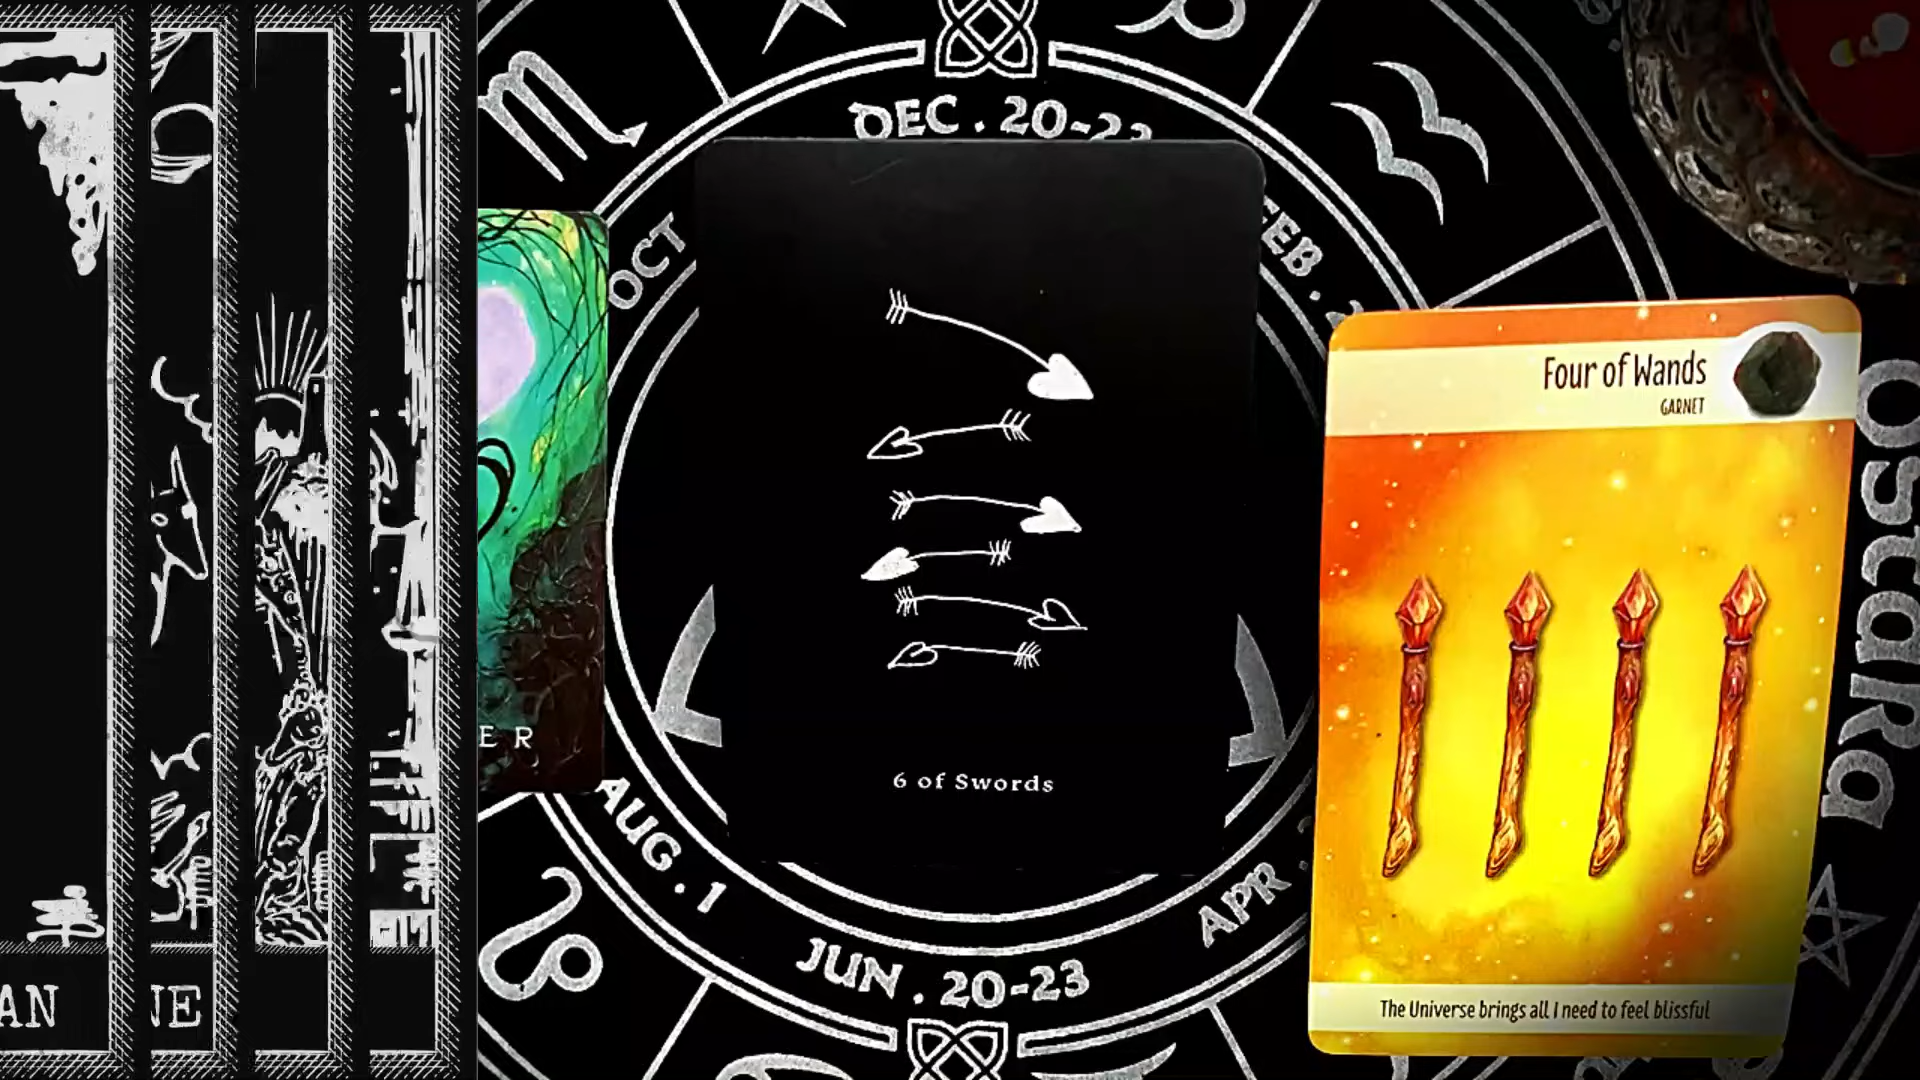 DEC . 20-23
OCT
FEB .
Four of Wands
GARNET
Ostara
6 of Swords
ER
AUG . 1
APR .
JUN . 20-23
The Universe brings all I need to feel blissful
AN
NE